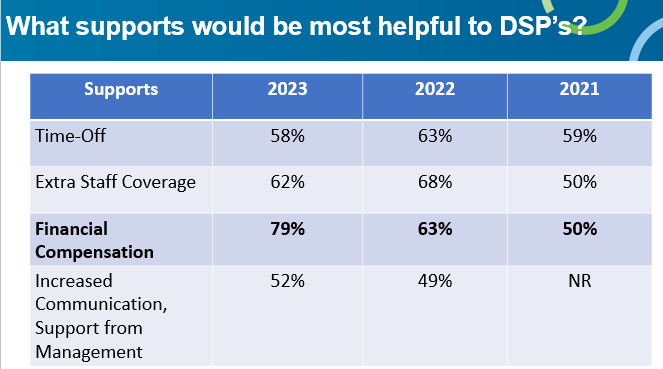 What supports would be most helpful to DSP's?
Supports 2023 2022 2021
Time-Off 58% 63% 59%
Extra Staff Coverage 62% 68% 50%
Financial 79% 63% 50%
Compensation
Increased 52% 49% NR
Communication,
Support from
Management